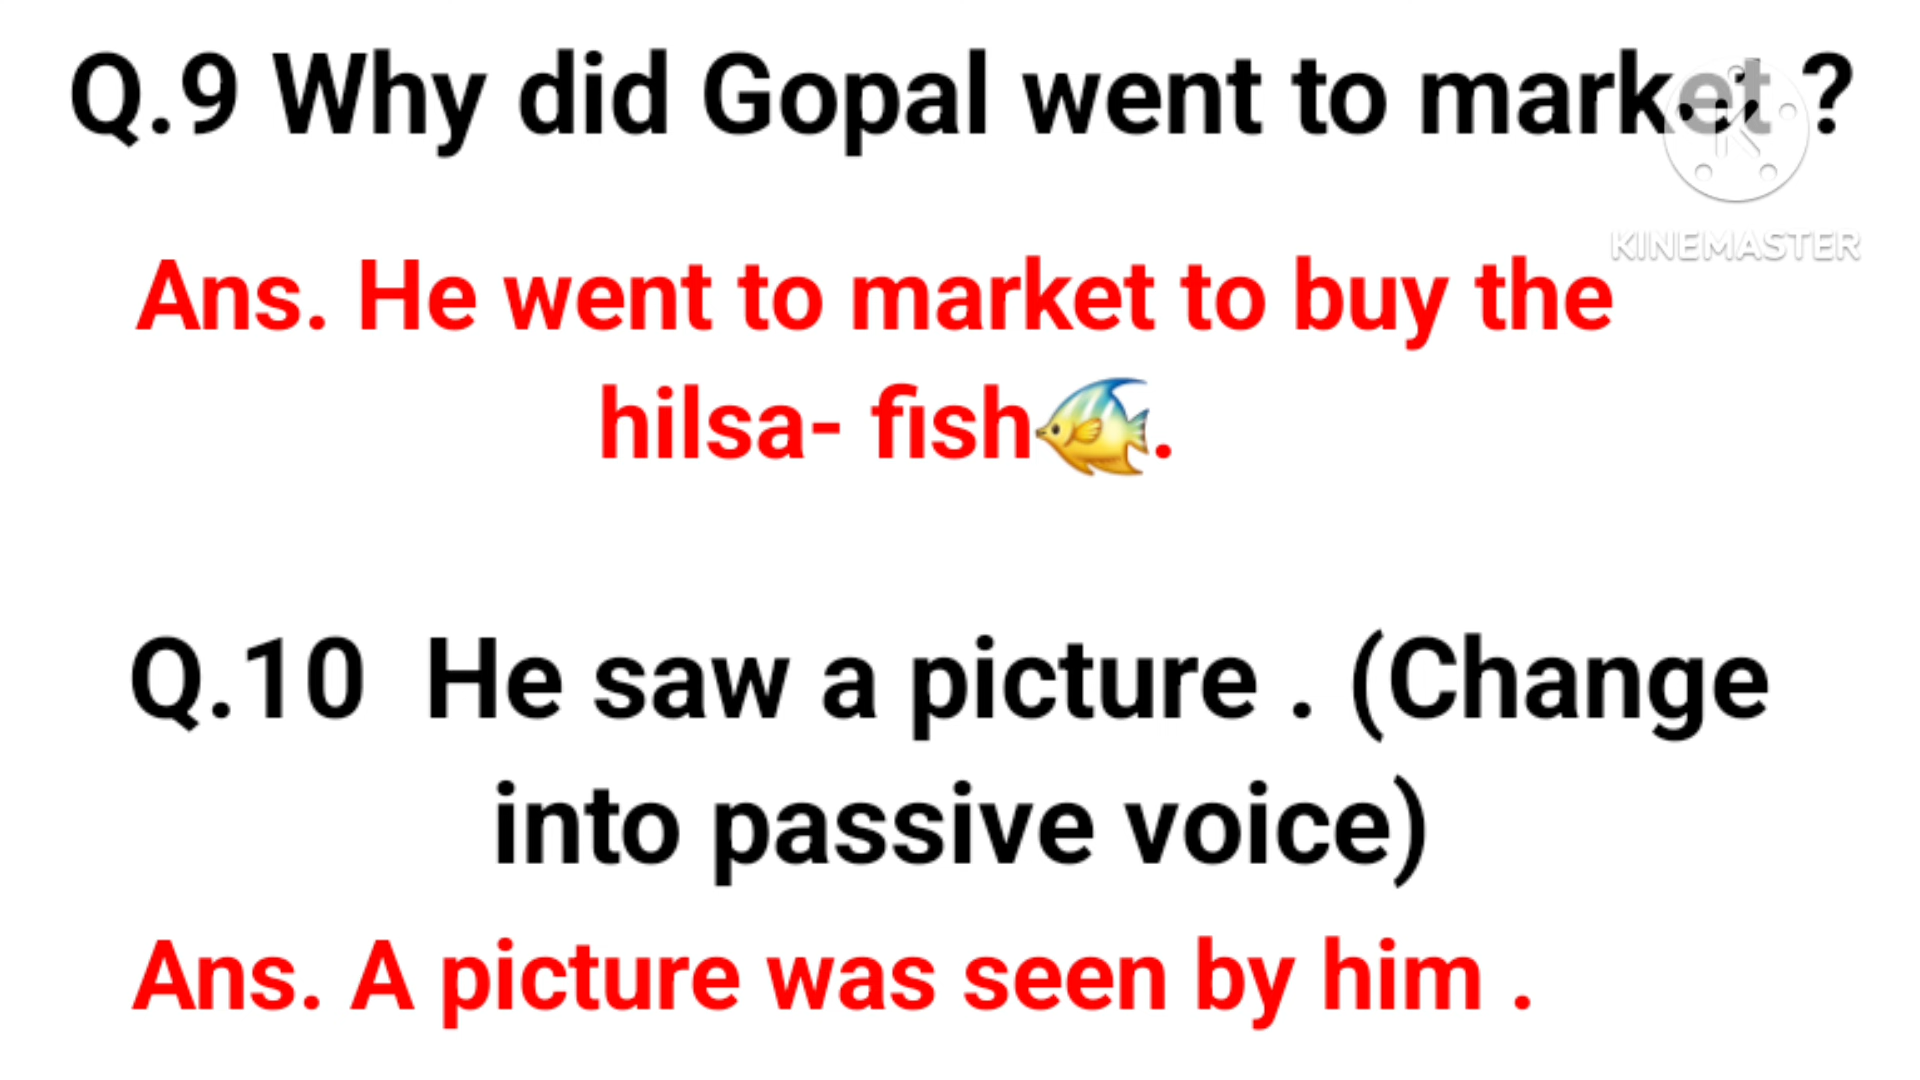 Q.9 Why did Gopal went to market ?
KINEMASTER
Ans. He went to market to buy the
hilsa- fish🐠.
Q.10 He saw a picture . (Change
into passive voice)
Ans. A picture was seen by him .